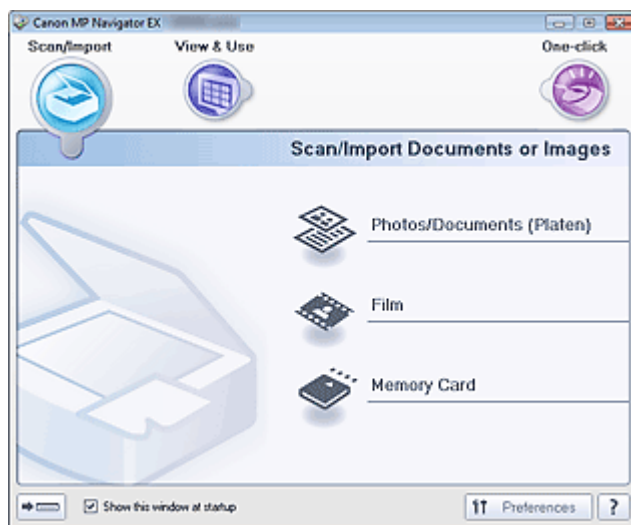 Canon MP Navigator EX
Scan/Import
View & Use
One-click
Scan/Import Documents or Images
Photos/Documents (Platen)
Film
Memory Card
Show this window at startup
Preferences
?